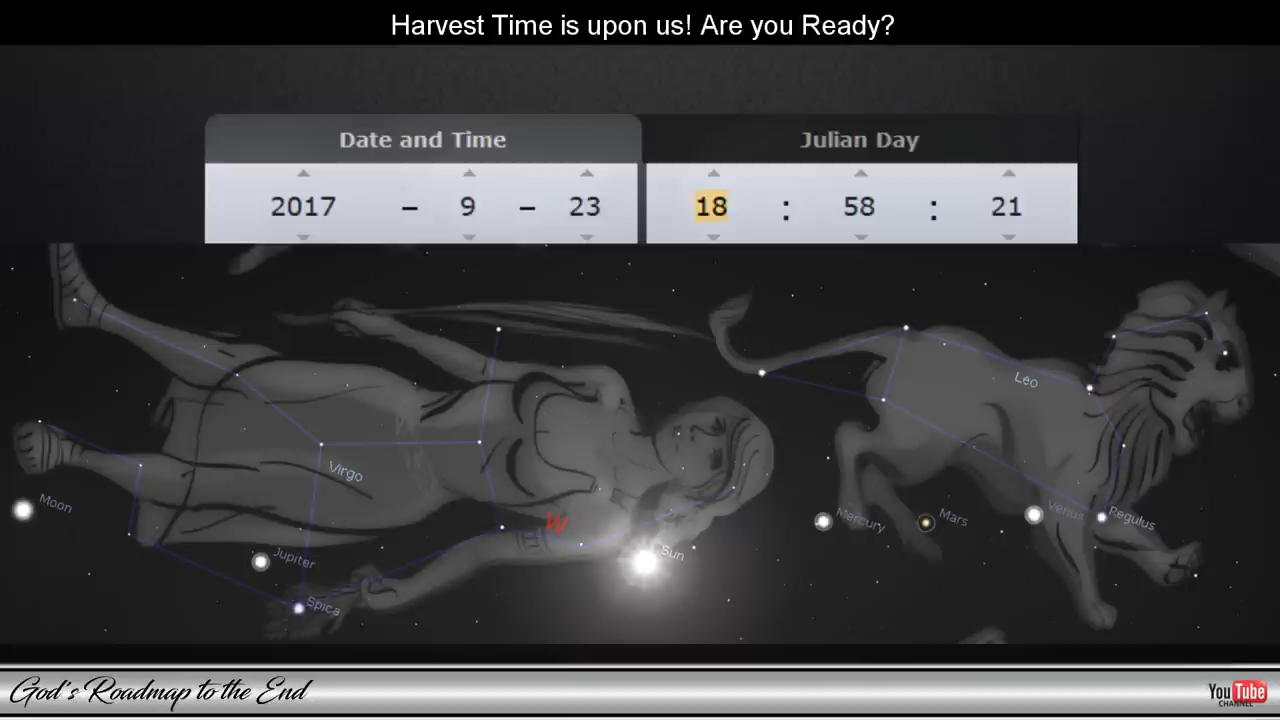 Harvest Time is upon us! Are you Ready?
Date and Time
Julian Day
2017 - 9 - 23
18 : 58 : 21
Leo
Virgo
Moon
Mercury
Mars
Venus
Regulus
W
Sun
Jupiter
Spica
God's Roadmap to the End
YouTube
CHANNEL